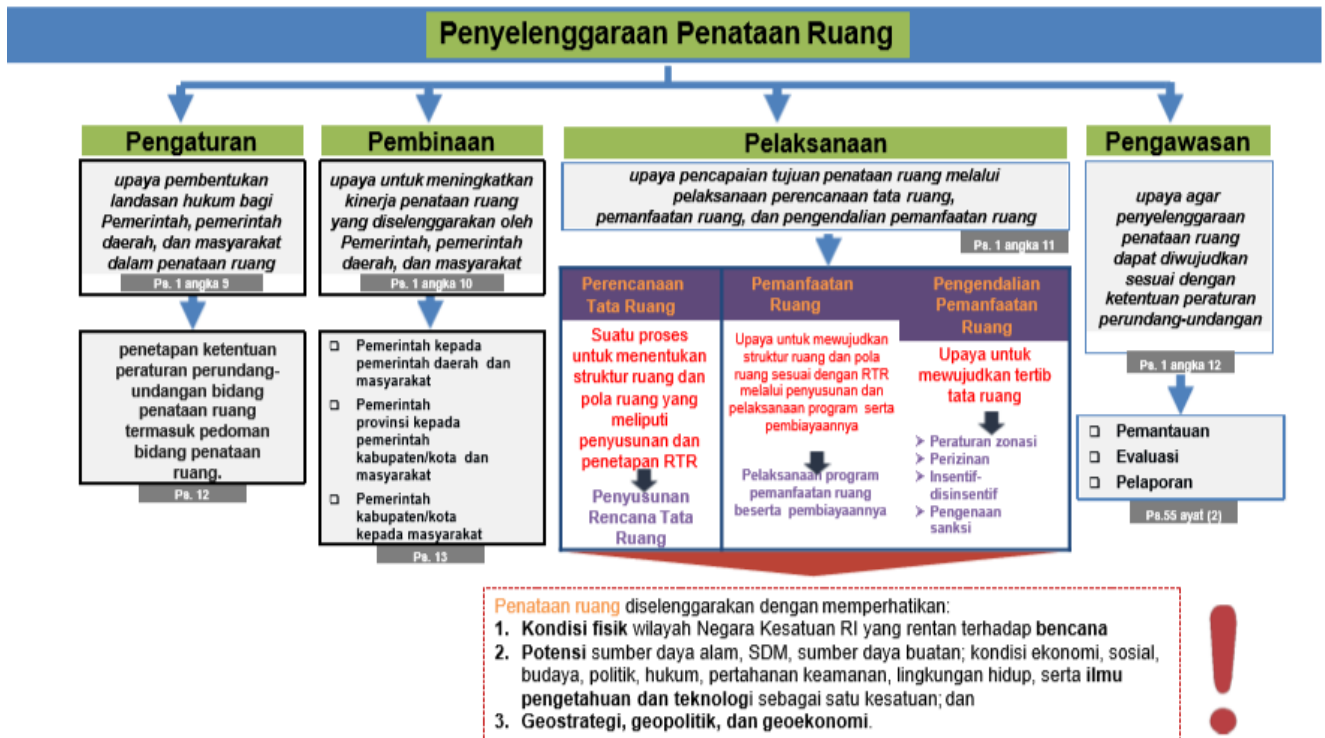 Penyelenggaraan Penataan Ruang
Pengaturan
upaya pembentukan
landasan hukum bagi
Pemerintah, pemerintah
daerah, dan masyarakat
dalam penataan ruang
Ps. 1 angka 9
penetapan ketentuan
peraturan perundang-
undangan bidang
penataan ruang
termasuk pedoman
bidang penataan
ruang.
Ps. 12
Pembinaan
upaya untuk meningkatkan
kinerja penataan ruang
yang diselenggarakan oleh
Pemerintah, pemerintah
daerah, dan masyarakat
Ps. 1 angka 10
❑ Pemerintah kepada
pemerintah daerah dan
masyarakat
❑ Pemerintah
provinsi kepada
pemerintah
kabupaten/kota dan
masyarakat
❑ Pemerintah
kabupaten/kota
kepada masyarakat
Ps. 13
Pelaksanaan
upaya pencapaian tujuan penataan ruang melalui
pelaksanaan perencanaan tata ruang,
pemanfaatan ruang, dan pengendalian pemanfaatan ruang
Ps. 1 angka 11
Perencanaan
Tata Ruang
Suatu proses
untuk menentukan
struktur ruang dan
pola ruang yang
meliputi
penyusunan dan
penetapan RTR
Penyusunan
Rencana Tata
Ruang
Pemanfaatan
Ruang
Upaya untuk mewujudkan
struktur ruang dan pola
ruang sesuai dengan RTR
melalui penyusunan dan
pelaksanaan program serta
pembiayaannya
Pelaksanaan program
pemanfaatan ruang
beserta pembiayaannya
Pengendalian
Pemanfaatan
Ruang
Upaya untuk
mewujudkan tertib
tata ruang
➢ Peraturan zonasi
➢ Perizinan
➢ Insentif-
disinsentif
➢ Pengenaan
sanksi
Pengawasan
upaya agar
penyelenggaraan
penataan ruang
dapat diwujudkan
sesuai dengan
ketentuan peraturan
perundang-undangan
Ps. 1 angka 12
❑ Pemantauan
❑ Evaluasi
❑ Pelaporan
Ps.55 ayat (2)
Penataan ruang diselenggarakan dengan memperhatikan:
1. Kondisi fisik wilayah Negara Kesatuan RI yang rentan terhadap bencana
2. Potensi sumber daya alam, SDM, sumber daya buatan; kondisi ekonomi, sosial,
budaya, politik, hukum, pertahanan keamanan, lingkungan hidup, serta ilmu
pengetahuan dan teknologi sebagai satu kesatuan; dan
3. Geostrategi, geopolitik, dan geoekonomi.
!